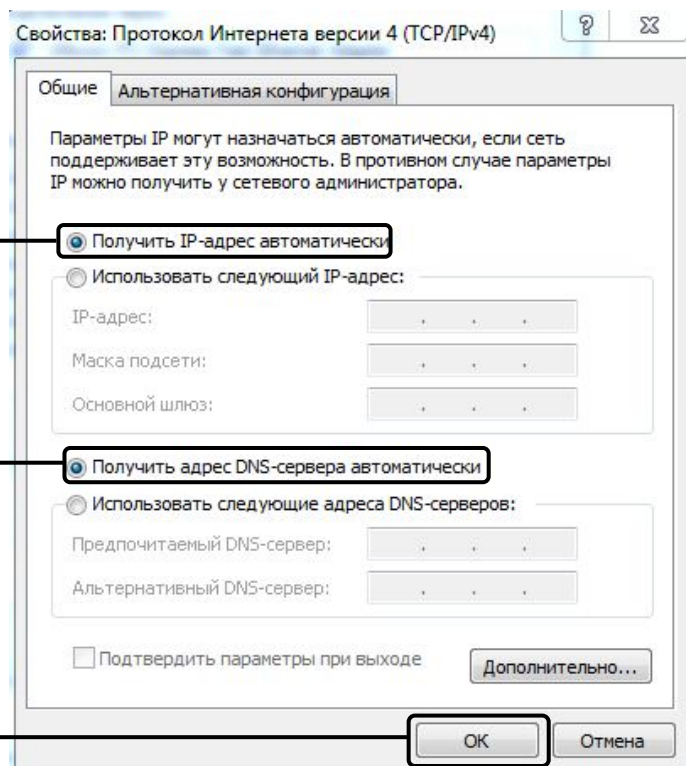 Свойства: Протокол Интернета версии 4 (TCP/IPv4)
Общие
Альтернативная конфигурация
Параметры IP могут назначаться автоматически, если сеть
поддерживает эту возможность. В противном случае параметры
IP можно получить у сетевого администратора.
Получить IP-адрес автоматически
Использовать следующий IP-адрес:
IP-адрес:
Маска подсети:
Основной шлюз:
Получить адрес DNS-сервера автоматически
Использовать следующие адреса DNS-серверов:
Предпочитаемый DNS-сервер:
Альтернативный DNS-сервер:
Подтвердить параметры при выходе
Дополнительно...
ОК
Отмена